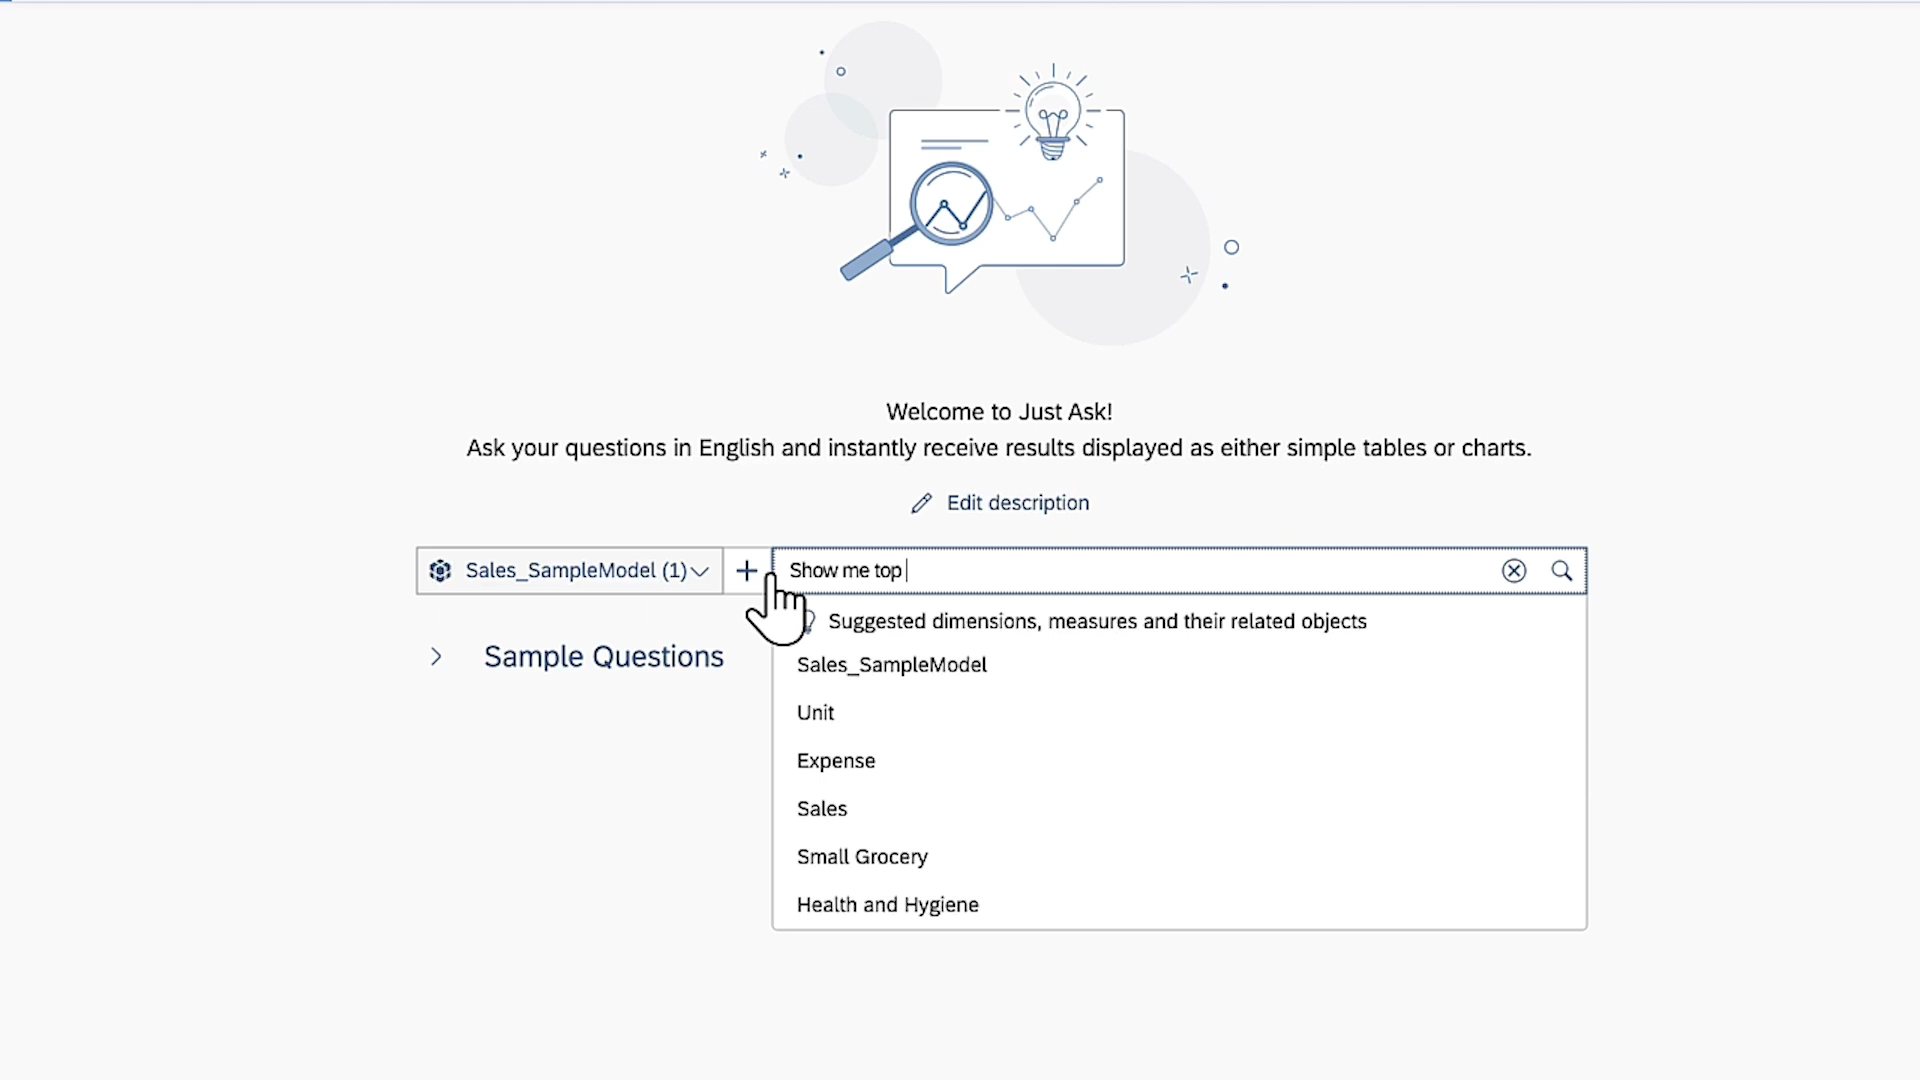 Welcome to Just Ask!
Ask your questions in English and instantly receive results displayed as either simple tables or charts.
Edit description
Sales_SampleModel (1)
Show me top
Suggested dimensions, measures and their related objects
Sample Questions
Sales_SampleModel
Unit
Expense
Sales
Small Grocery
Health and Hygiene